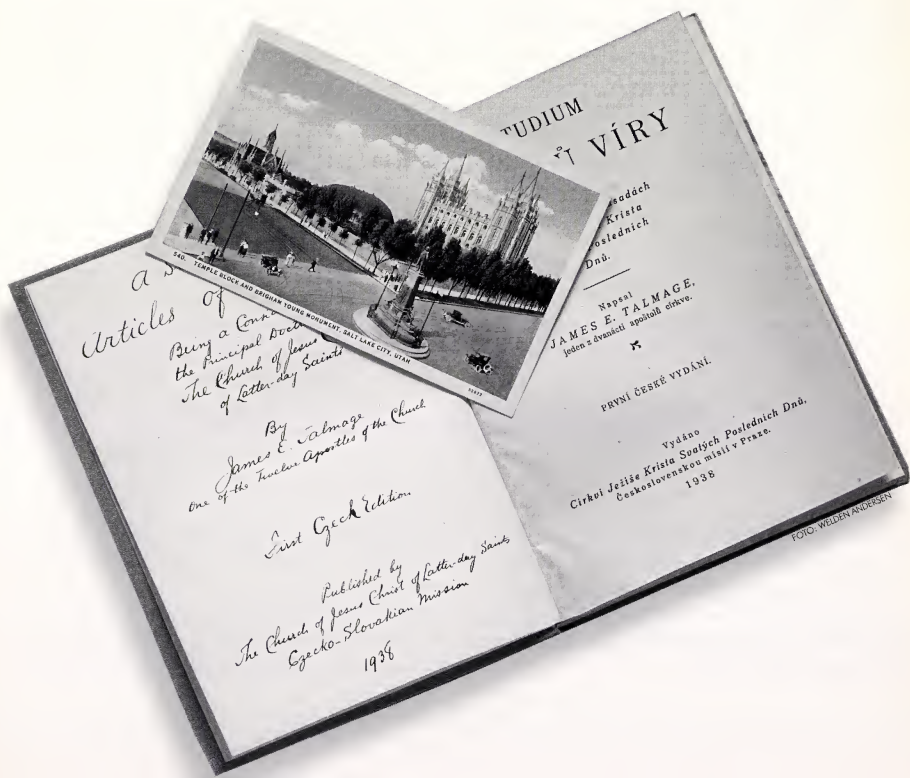 A
Articles of
Being a
the Principal
The Church of Jesus
of Latter-day Saints
By
James E. Talmage
One of the Twelve Apostles of the Church
First Czech Edition
Published by
The Church of Jesus Christ of Latter-day Saints
Czecko-Slovakian Mission
1938
540. TEMPLE BLOCK AND BRIGHAM YOUNG MONUMENT, SALT LAKE CITY, UTAH
TUDIUM
Ů VÍRY
sadách
Krista
Posledních
Dnů.
Napsal
JAMES E. TALMAGE,
jeden z dvanácti apoštolů církve.
PRVNÍ ČESKÉ VYDÁNÍ.
Vydáno
Církví Ježíše Krista Svatých Posledních Dnů,
Československou misií v Praze.
1938
FOTO: WELDEN ANDERSEN